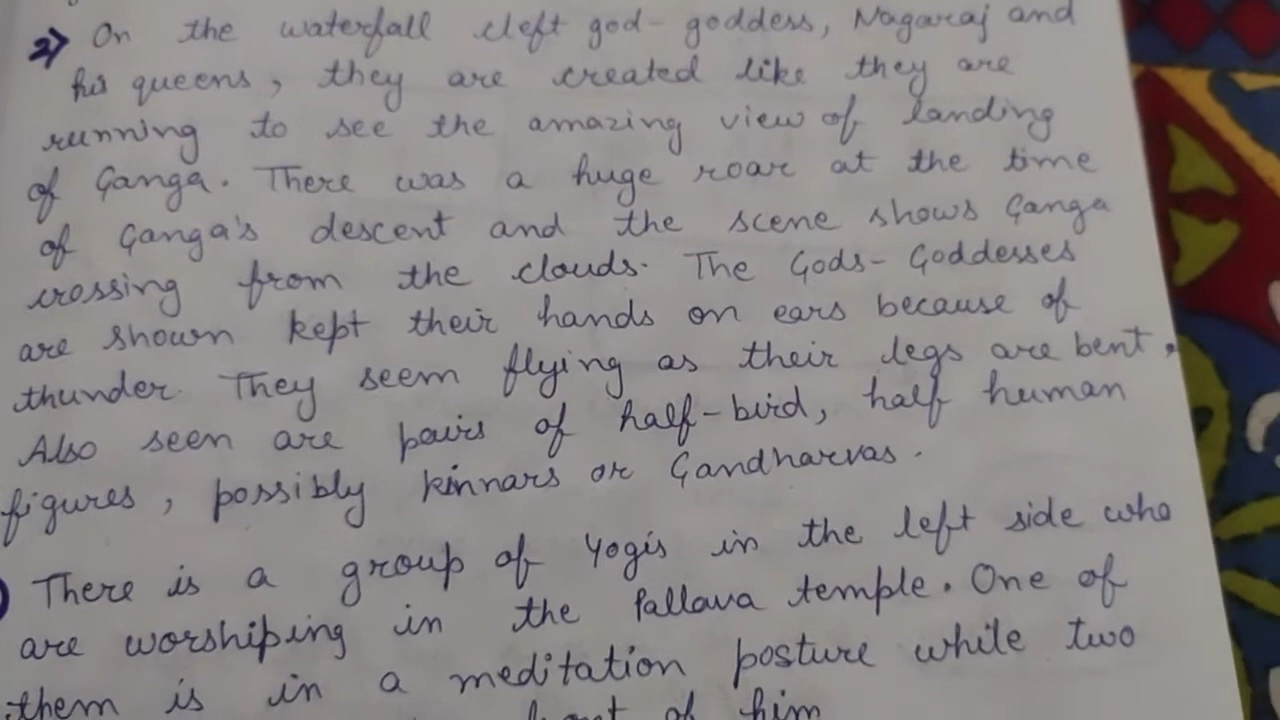 2) On the waterfall cleft god-goddess, Nagaraj and
his queens, they are created like they are
running to see the amazing view of landing
of Ganga. There was a huge roar at the time
of Ganga's descent and the scene shows Ganga
crossing from the clouds. The Gods-Goddesses
are shown kept their hands on ears because of
thunder. They seem flying as their legs are bent.
Also seen are pairs of half-bird, half human
figures, possibly kinnars or Gandharvas.
There is a group of Yogis in the left side who
are worshiping in the Pallava temple. One of
them is in a meditation posture while two
of him